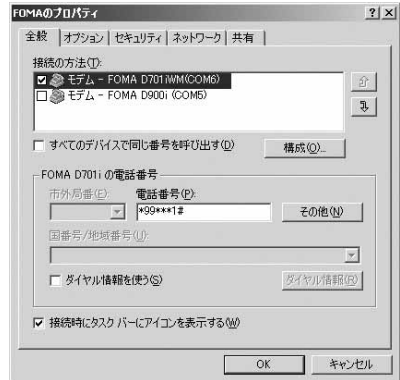 FOMAのプロパティ
? ×
全般 オプション セキュリティ ネットワーク 共有
接続の方法(T):
モデム - FOMA D701iWM(COM6)
モデム - FOMA D900i (COM5)
すべてのデバイスで同じ番号を呼び出す(D)
構成(O)...
FOMA D701i の電話番号
市外局番(E):
電話番号(P):
*99***1#
その他(N)
国番号/地域番号(U):
ダイヤル情報を使う(S)
ダイヤル情報(R)
接続時にタスク バーにアイコンを表示する(W)
OK
キャンセル